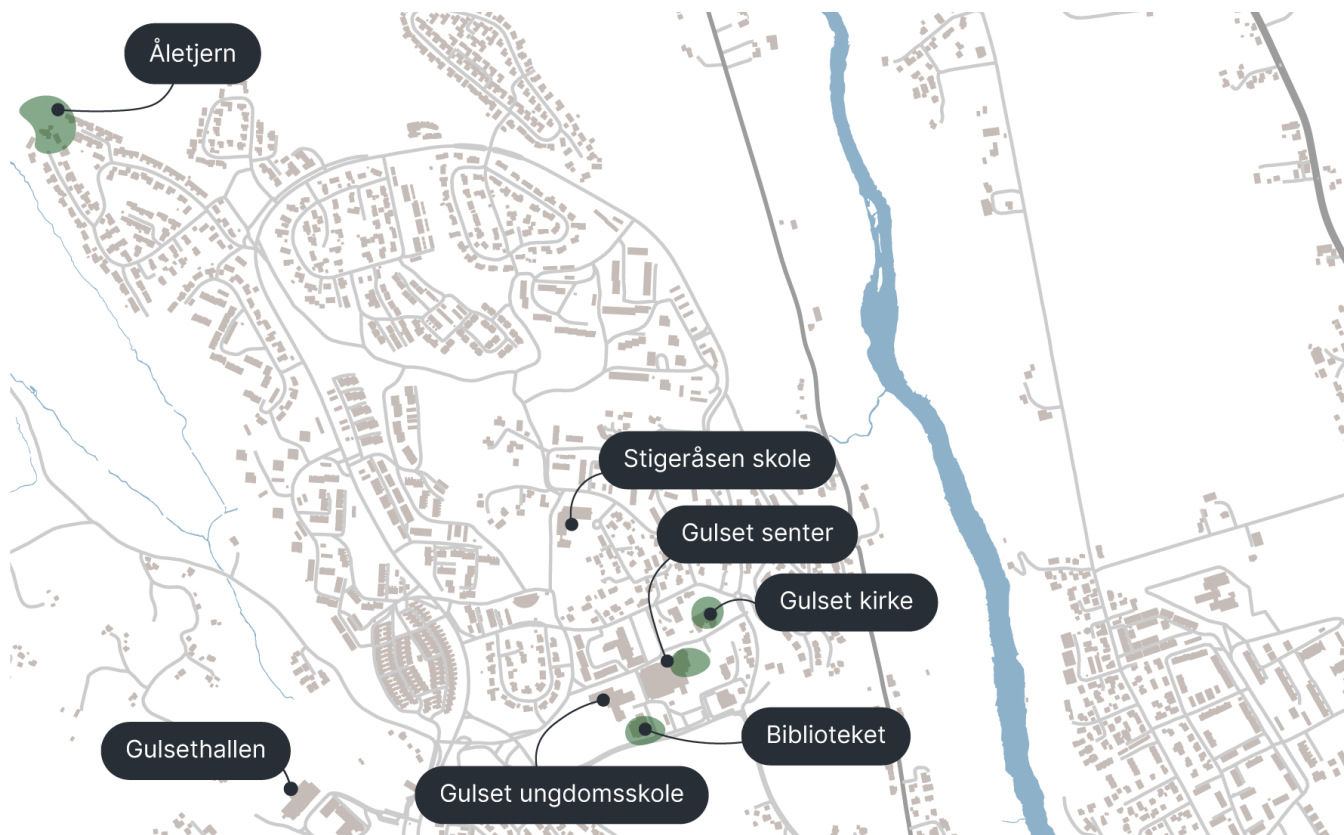 Åletjern
Stigeråsen skole
Gulset senter
Gulset kirke
Biblioteket
Gulsethallen
Gulset ungdomsskole